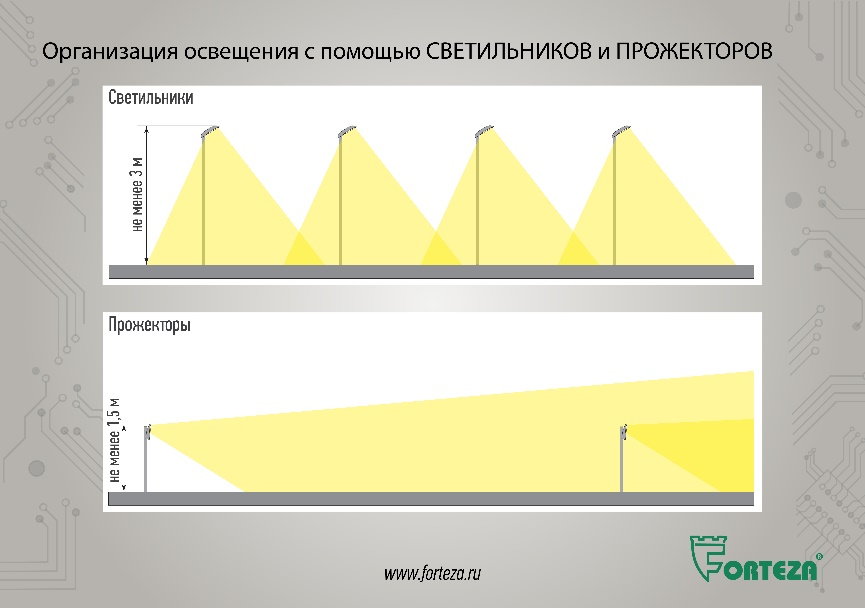 Организация освещения с помощью СВЕТИЛЬНИКОВ и ПРОЖЕКТОРОВ
Светильники
не менее 3 м
Прожекторы
не менее 1,5 м
www.forteza.ru
FORTEZA®